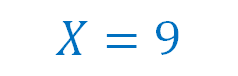 X = 9